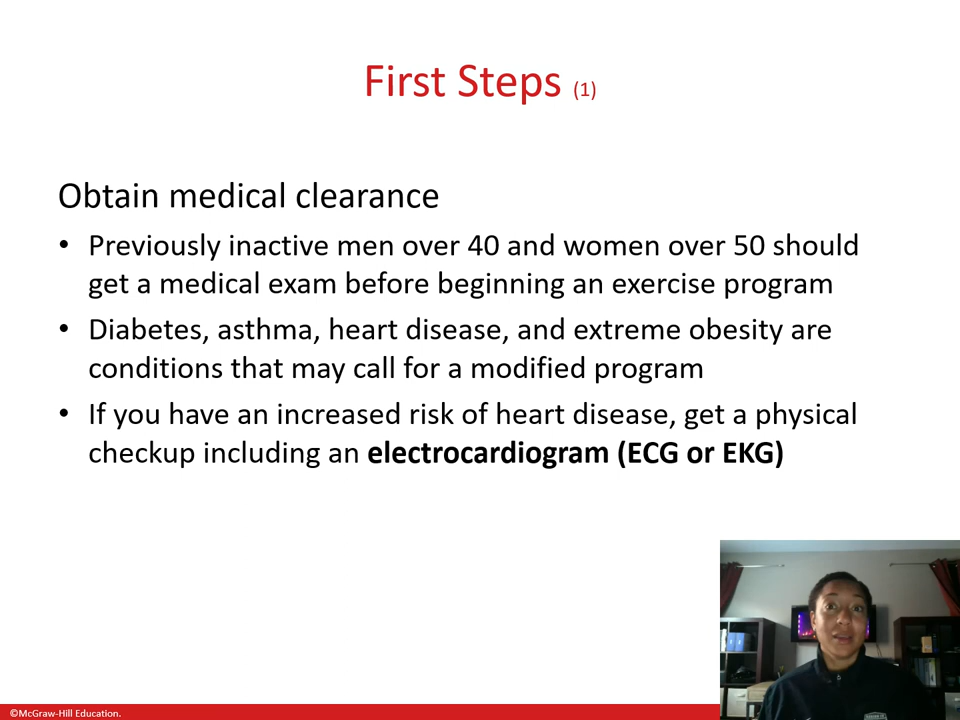 First Steps (1)
Obtain medical clearance
• Previously inactive men over 40 and women over 50 should
get a medical exam before beginning an exercise program
• Diabetes, asthma, heart disease, and extreme obesity are
conditions that may call for a modified program
• If you have an increased risk of heart disease, get a physical
checkup including an electrocardiogram (ECG or EKG)
©McGraw-Hill Education.